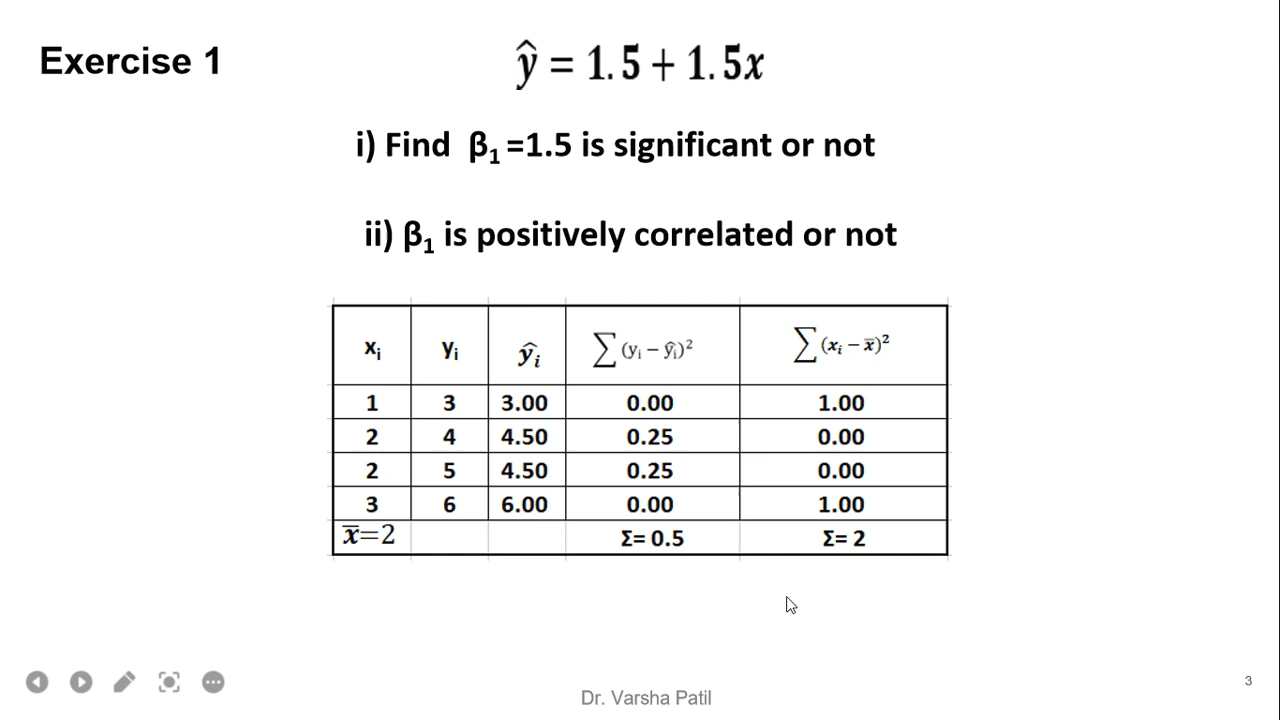 Exercise 1
ŷ = 1.5 + 1.5x
i) Find β₁ =1.5 is significant or not
ii) β₁ is positively correlated or not
xᵢ yᵢ ŷᵢ ∑(yᵢ − ŷᵢ)² ∑(xᵢ − x̅)²
1 3 3.00 0.00 1.00
2 4 4.50 0.25 0.00
2 5 4.50 0.25 0.00
3 6 6.00 0.00 1.00
x̅=2 Σ= 0.5 Σ= 2
Dr. Varsha Patil
3